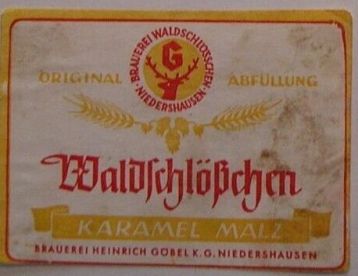 BRAUEREI WALDSCHLÖSSCHEN
G
· NIEDERSHAUSEN ·
ORIGINAL ABFÜLLUNG
Waldschlößchen
KARAMEL MALZ
BRAUEREI HEINRICH GÖBEL K.G. NIEDERSHAUSEN